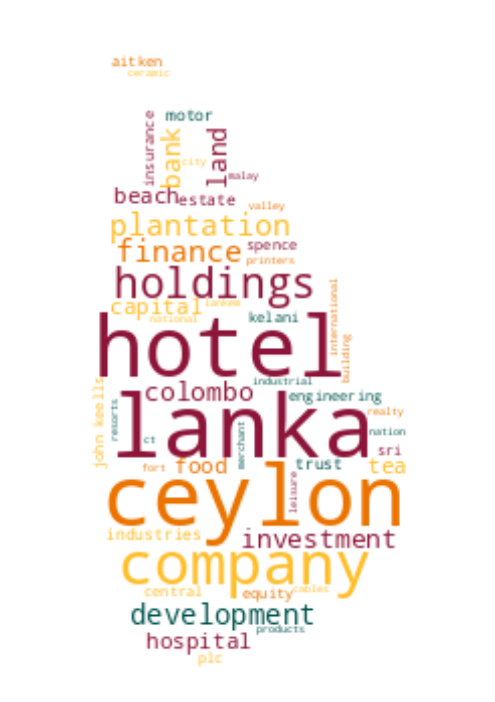 aitken
ceramic
insurance
motor
bank
land
city
malay
beach
estate
valley
plantation
finance
spence
printers
holdings
international
capital
lankem
national
kelani
hotel
building
john keells
colombo
industrial
engineering
resorts
lanka
realty
nation
ct
merchant
sri
fort
food
trust
tea
leisure
ceylon
industries
investment
company
central
equity
cables
development
products
hospital
plc